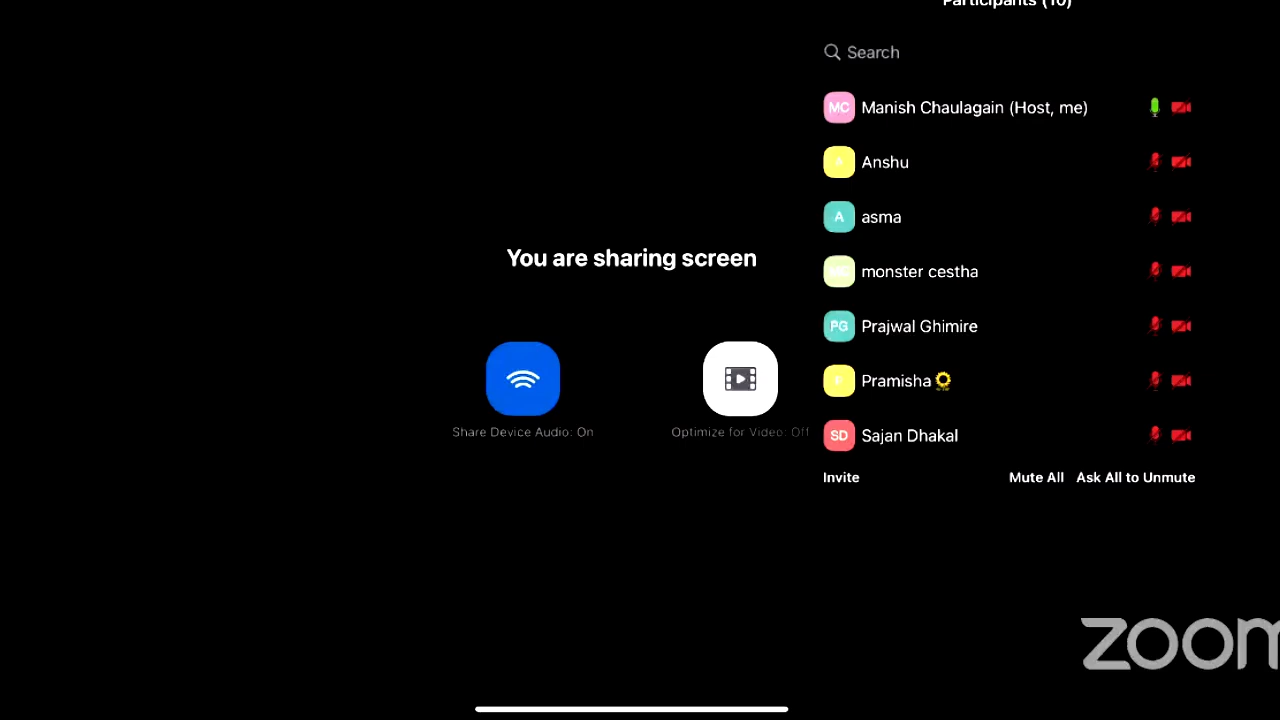 Participants (10)
Search
MC Manish Chaulagain (Host, me)
Anshu
A asma
monster cestha
PG Prajwal Ghimire
Pramisha🌻
SD Sajan Dhakal
Invite Mute All Ask All to Unmute
You are sharing screen
Share Device Audio: On
Optimize for Video: Off
zoom